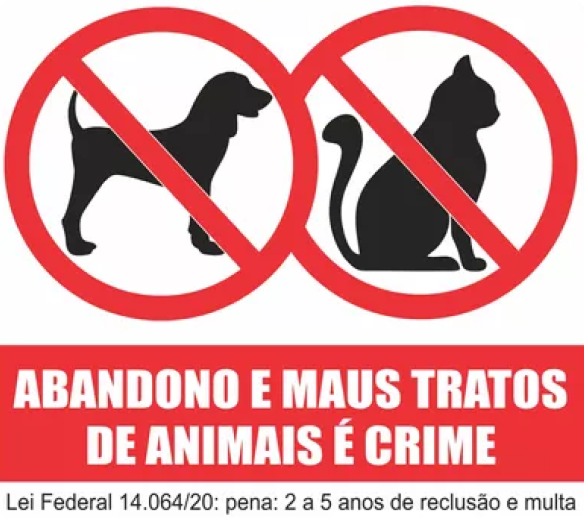 ABANDONO E MAUS TRATOS
DE ANIMAIS É CRIME
Lei Federal 14.064/20: pena: 2 a 5 anos de reclusão e multa